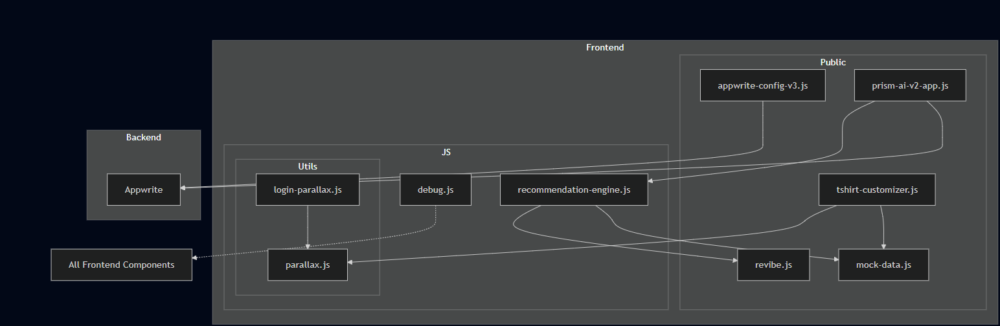 Frontend
Public
appwrite-config-v3.js
prism-ai-v2-app.js
Backend
JS
Utils
Appwrite
login-parallax.js
debug.js
recommendation-engine.js
tshirt-customizer.js
All Frontend Components
parallax.js
revibe.js
mock-data.js